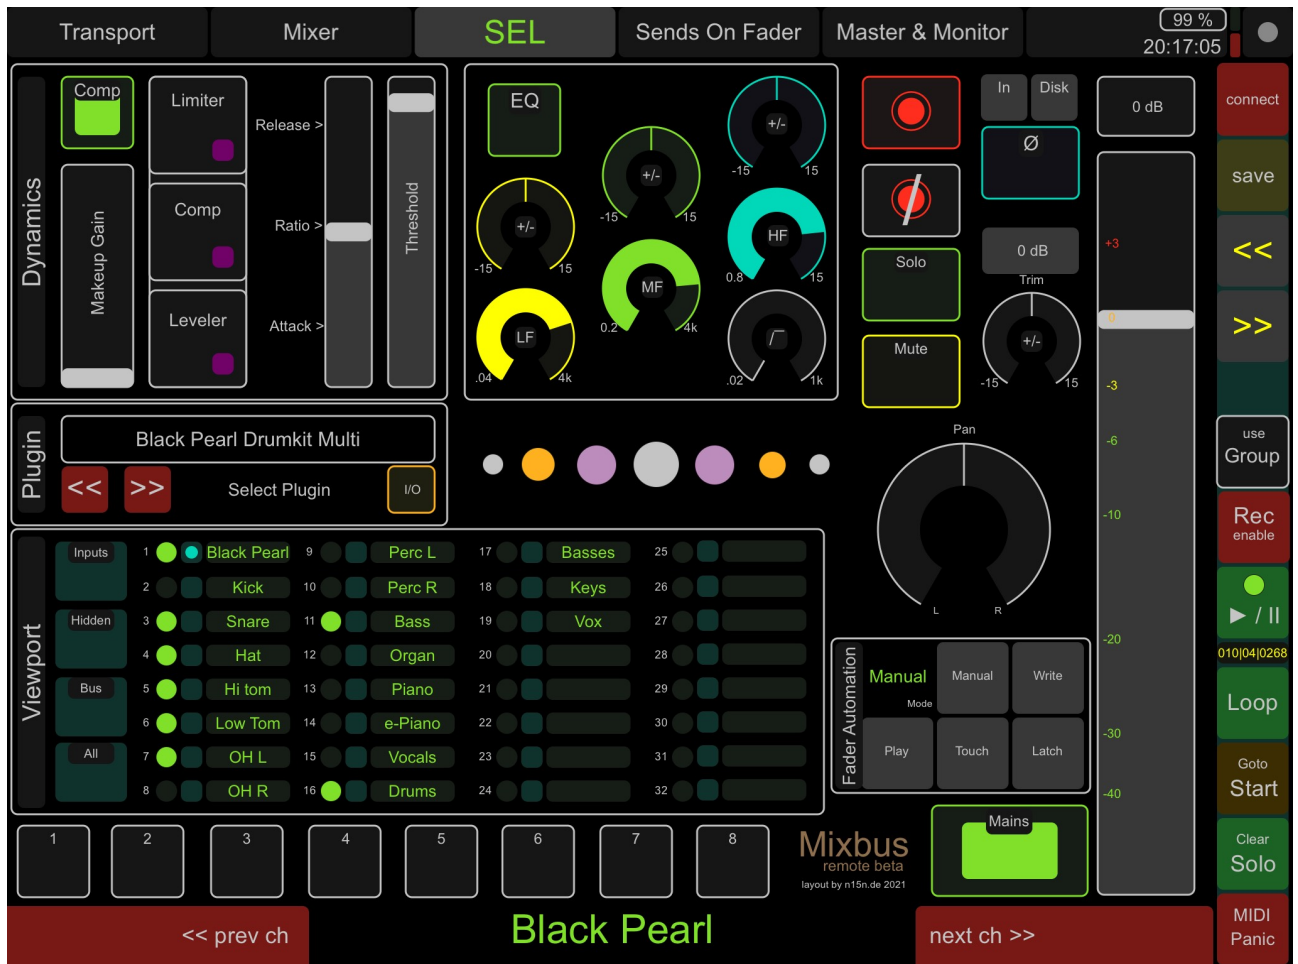 Transport
Mixer
SEL
Sends On Fader
Master & Monitor
99 %
20:17:05
Dynamics
Comp
Makeup Gain
Limiter
Comp
Leveler
Release >
Ratio >
Attack >
Threshold
EQ
+/-
-15 15
LF
.04 4k
+/-
-15 15
MF
0.2 4k
+/-
-15 15
HF
0.8 15
.02 1k
Solo
Mute
In
Disk
Ø
0 dB
Trim
+/-
-15 15
Pan
L R
0 dB
+3
0
-3
-6
-10
-20
-30
-40
connect
save
<<
>>
use
Group
Rec
enable
▶ / II
010|04|0268
Loop
Goto
Start
Clear
Solo
MIDI
Panic
Plugin
Black Pearl Drumkit Multi
<<
>>
Select Plugin
I/O
Viewport
Inputs
Hidden
Bus
All
1 Black Pearl
2 Kick
3 Snare
4 Hat
5 Hi tom
6 Low Tom
7 OH L
8 OH R
9 Perc L
10 Perc R
11 Bass
12 Organ
13 Piano
14 e-Piano
15 Vocals
16 Drums
17 Basses
18 Keys
19 Vox
20
21
22
23
24
25
26
27
28
29
30
31
32
Fader Automation
Manual
Mode
Manual
Write
Play
Touch
Latch
1
2
3
4
5
6
7
8
Mixbus
remote beta
layout by n15n.de 2021
Mains
<< prev ch
Black Pearl
next ch >>